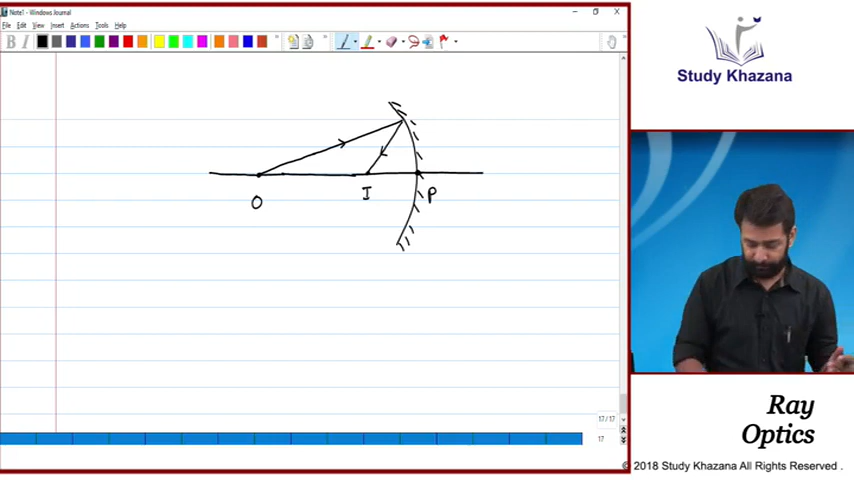 Note1 - Windows Journal
File Edit View Insert Actions Tools Help
B I
O I P
17 / 17
17
Study Khazana
Ray
Optics
© 2018 Study Khazana All Rights Reserved .